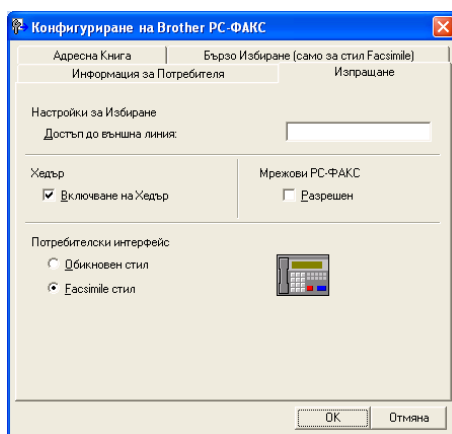 Конфигуриране на Brother PC-ФАКС
Адресна Книга
Бързо Избиране (само за стил Facsimile)
Информация за Потребителя
Изпращане
Настройки за Избиране
Достъп до външна линия:
Хедър
Мрежови PC-ФАКС
Включване на Хедър
Разрешен
Потребителски интерфейс
Обикновен стил
Facsimile стил
OK
Отмяна